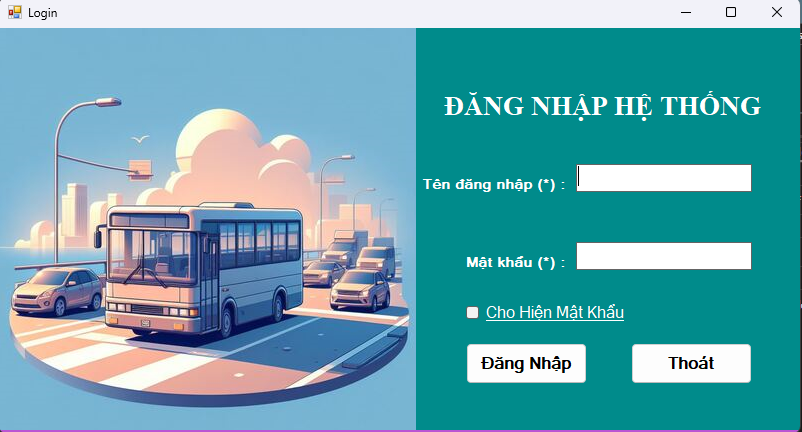 Login
ĐĂNG NHẬP HỆ THỐNG
Tên đăng nhập (*) :
Mật khẩu (*) :
Cho Hiện Mật Khẩu
Đăng Nhập Thoát